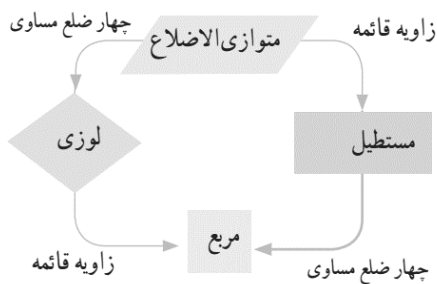 زاویه قائمه
متوازی‌الاضلاع
چهار ضلع مساوی
مستطیل
لوزی
مربع
چهار ضلع مساوی
زاویه قائمه